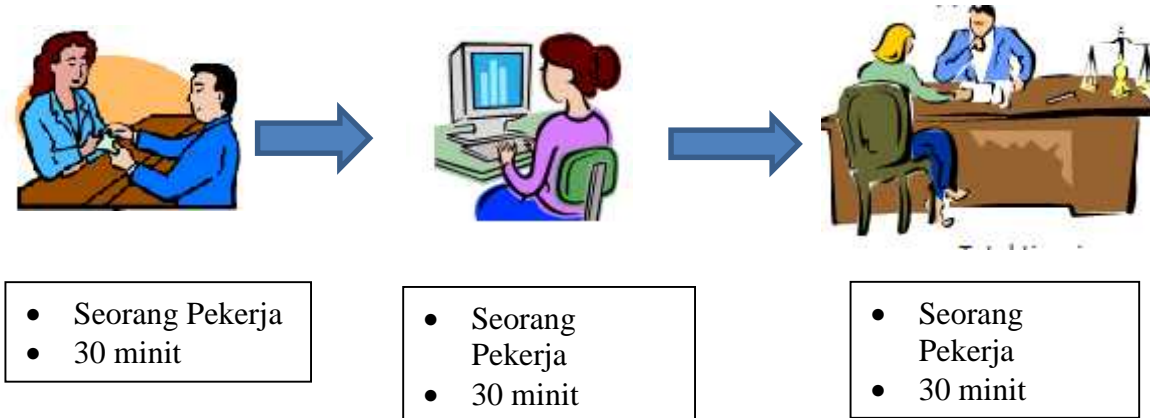 • Seorang Pekerja
• 30 minit
• Seorang
Pekerja
• 30 minit
• Seorang
Pekerja
• 30 minit